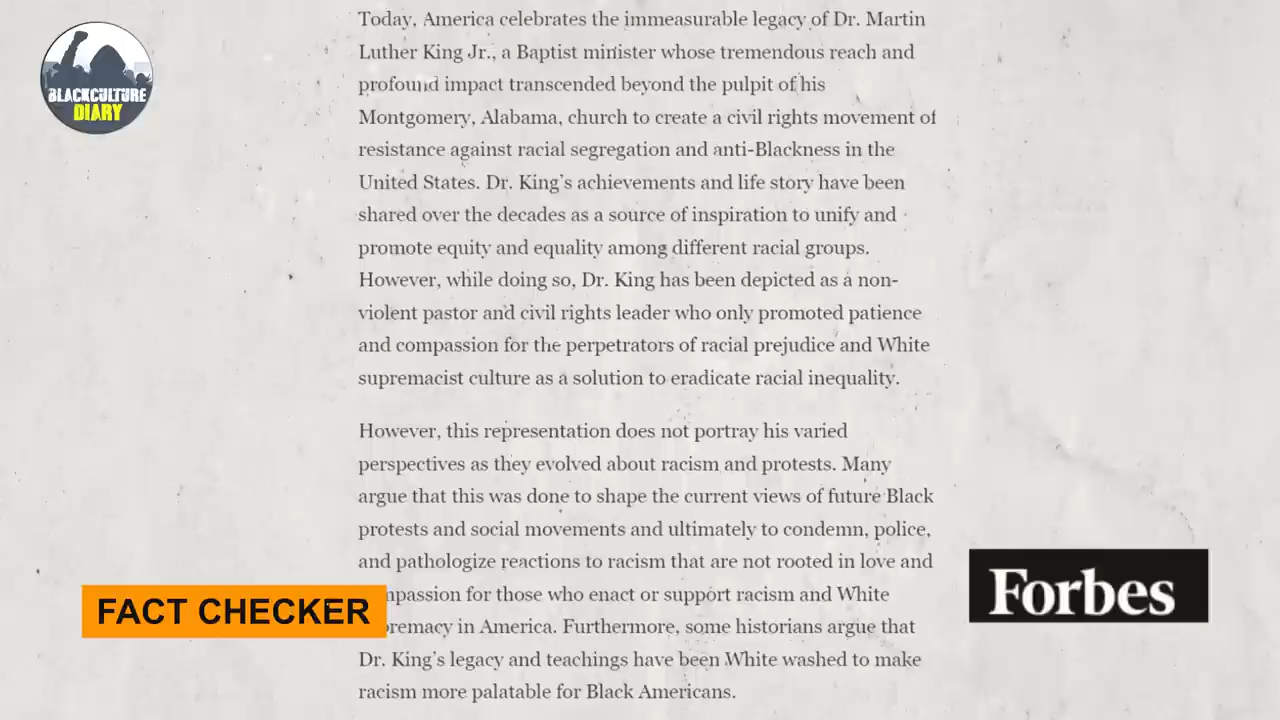 BLACKCULTURE
DIARY
Today, America celebrates the immeasurable legacy of Dr. Martin
Luther King Jr., a Baptist minister whose tremendous reach and
profound impact transcended beyond the pulpit of his
Montgomery, Alabama, church to create a civil rights movement of
resistance against racial segregation and anti-Blackness in the
United States. Dr. King's achievements and life story have been
shared over the decades as a source of inspiration to unify and
promote equity and equality among different racial groups.
However, while doing so, Dr. King has been depicted as a non-
violent pastor and civil rights leader who only promoted patience
and compassion for the perpetrators of racial prejudice and White
supremacist culture as a solution to eradicate racial inequality.
However, this representation does not portray his varied
perspectives as they evolved about racism and protests. Many
argue that this was done to shape the current views of future Black
protests and social movements and ultimately to condemn, police,
and pathologize reactions to racism that are not rooted in love and
for those who enact or support racism and White
in America. Furthermore, some historians argue that
Dr. King's legacy and teachings have been White washed to make
racism more palatable for Black Americans.
FACT CHECKER
Forbes